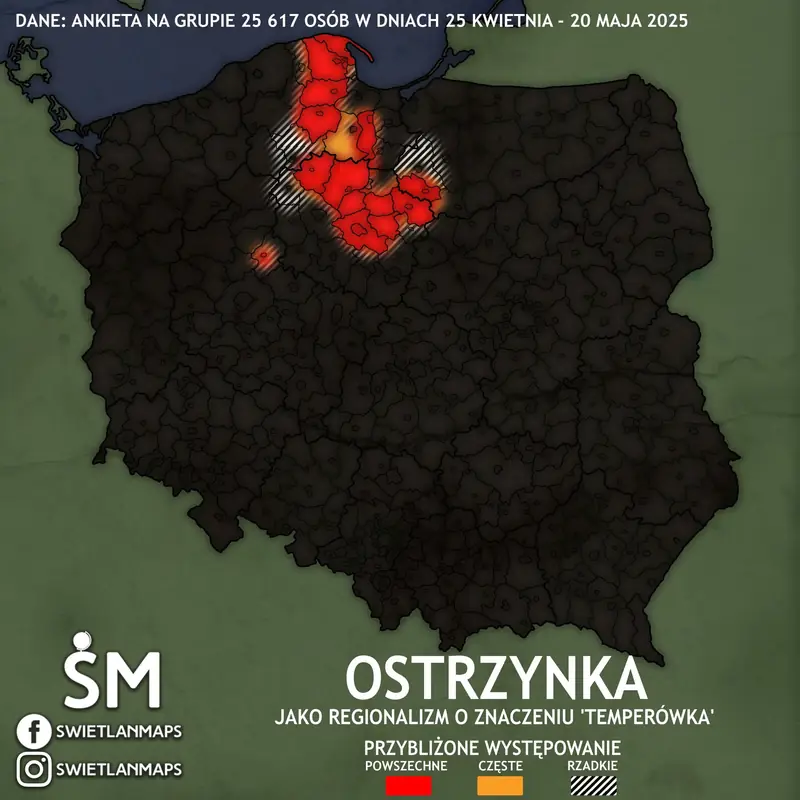 DANE: ANKIETA NA GRUPIE 25 617 OSÓB W DNIACH 25 KWIETNIA - 20 MAJA 2025
ŚM
SWIETLANMAPS
SWIETLANMAPS
OSTRZYNKA
JAKO REGIONALIZM O ZNACZENIU 'TEMPERÓWKA'
PRZYBLIŻONE WYSTĘPOWANIE
POWSZECHNE CZĘSTE RZADKIE